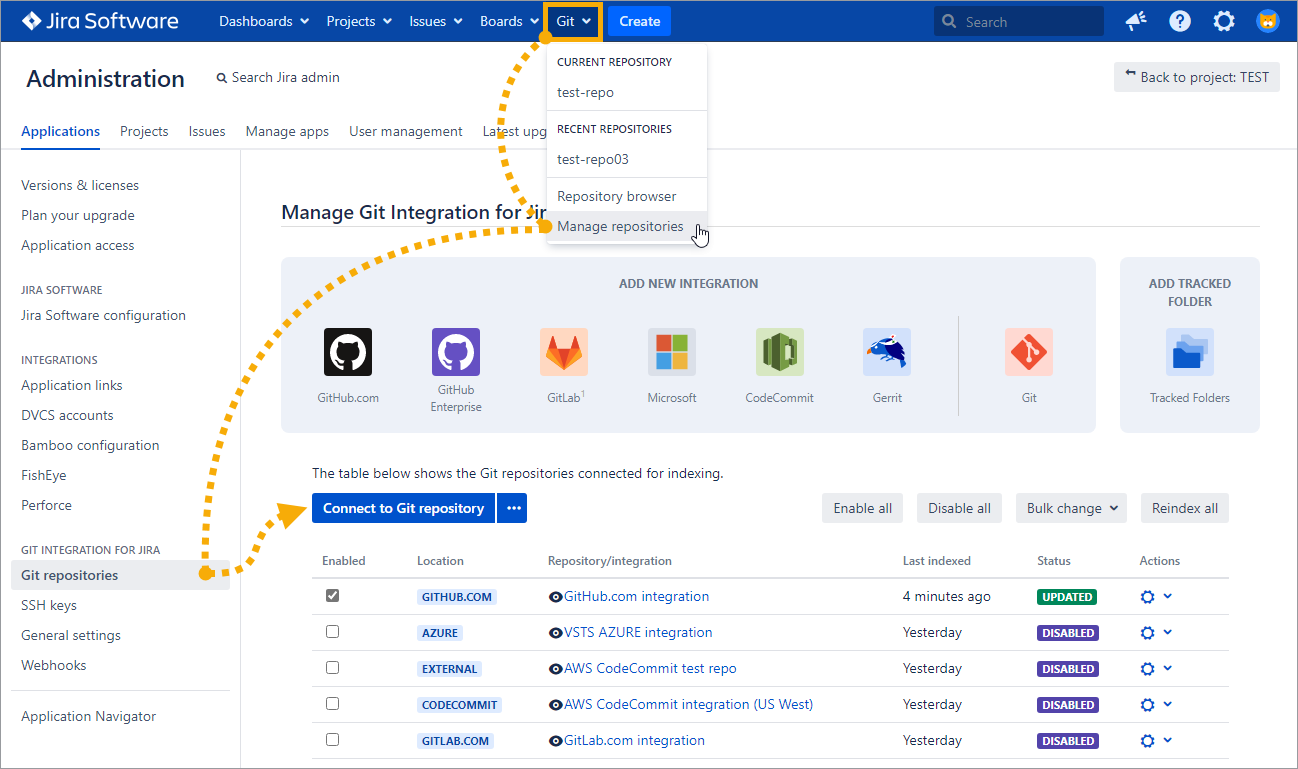 Jira Software
Dashboards Projects Issues Boards Git Create Search
Administration
Search Jira admin
Back to project: TEST
CURRENT REPOSITORY
test-repo
RECENT REPOSITORIES
test-repo03
Repository browser
Manage repositories
Applications Projects Issues Manage apps User management Latest upg
Versions & licenses
Plan your upgrade
Application access
JIRA SOFTWARE
Jira Software configuration
INTEGRATIONS
Application links
DVCS accounts
Bamboo configuration
FishEye
Perforce
GIT INTEGRATION FOR JIRA
Git repositories
SSH keys
General settings
Webhooks
Application Navigator
Manage Git Integration for Jir
ADD NEW INTEGRATION
GitHub.com
GitHub
Enterprise
GitLab1
Microsoft
CodeCommit
Gerrit
Git
ADD TRACKED
FOLDER
Tracked Folders
The table below shows the Git repositories connected for indexing.
Connect to Git repository ••• Enable all Disable all Bulk change Reindex all
Enabled Location Repository/integration Last indexed Status Actions
GITHUB.COM GitHub.com integration 4 minutes ago UPDATED
AZURE VSTS AZURE integration Yesterday DISABLED
EXTERNAL AWS CodeCommit test repo Yesterday DISABLED
CODECOMMIT AWS CodeCommit integration (US West) Yesterday DISABLED
GITLAB.COM GitLab.com integration Yesterday DISABLED